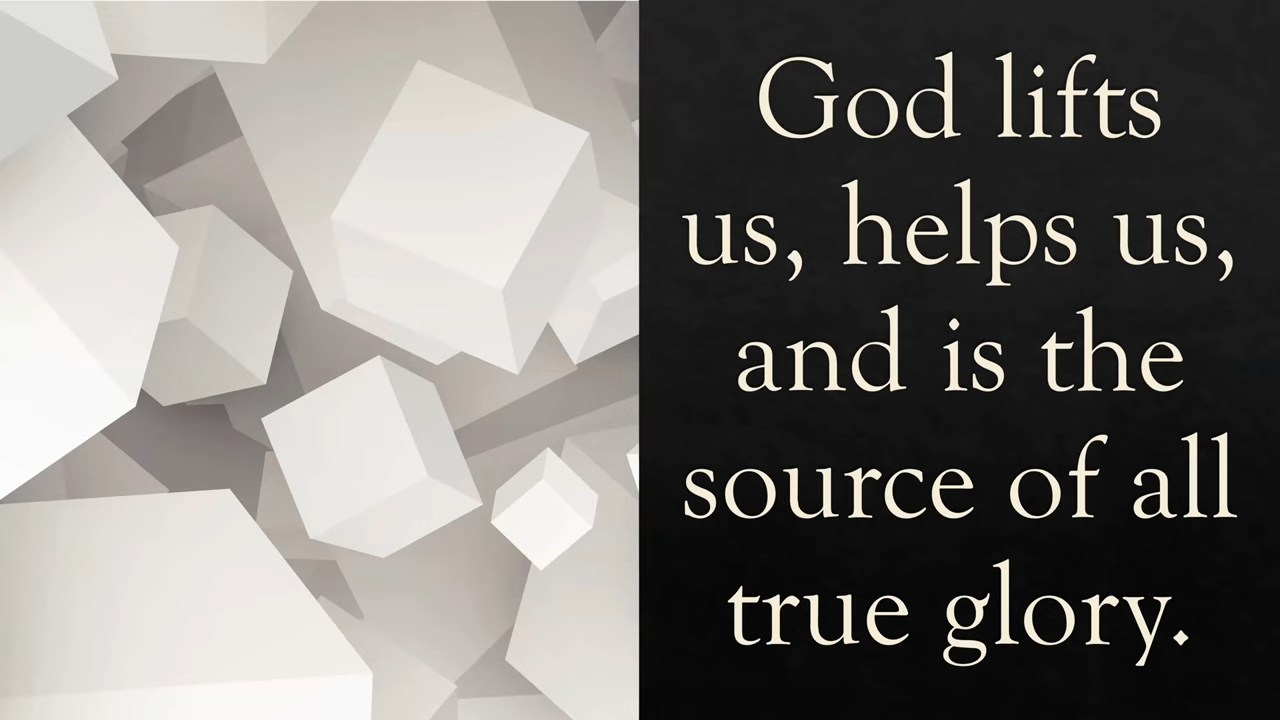 God lifts
us, helps us,
and is the
source of all
true glory.